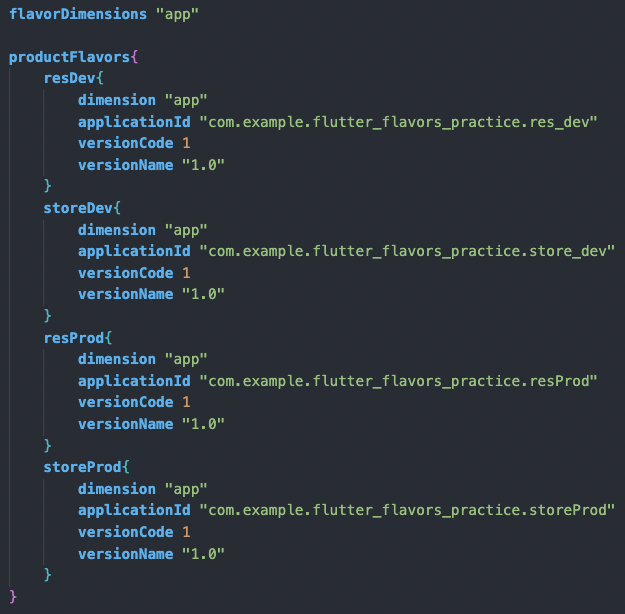 flavorDimensions "app"
productFlavors{
resDev{
dimension "app"
applicationId "com.example.flutter_flavors_practice.res_dev"
versionCode 1
versionName "1.0"
}
storeDev{
dimension "app"
applicationId "com.example.flutter_flavors_practice.store_dev"
versionCode 1
versionName "1.0"
}
resProd{
dimension "app"
applicationId "com.example.flutter_flavors_practice.resProd"
versionCode 1
versionName "1.0"
}
storeProd{
dimension "app"
applicationId "com.example.flutter_flavors_practice.storeProd"
versionCode 1
versionName "1.0"
}
}